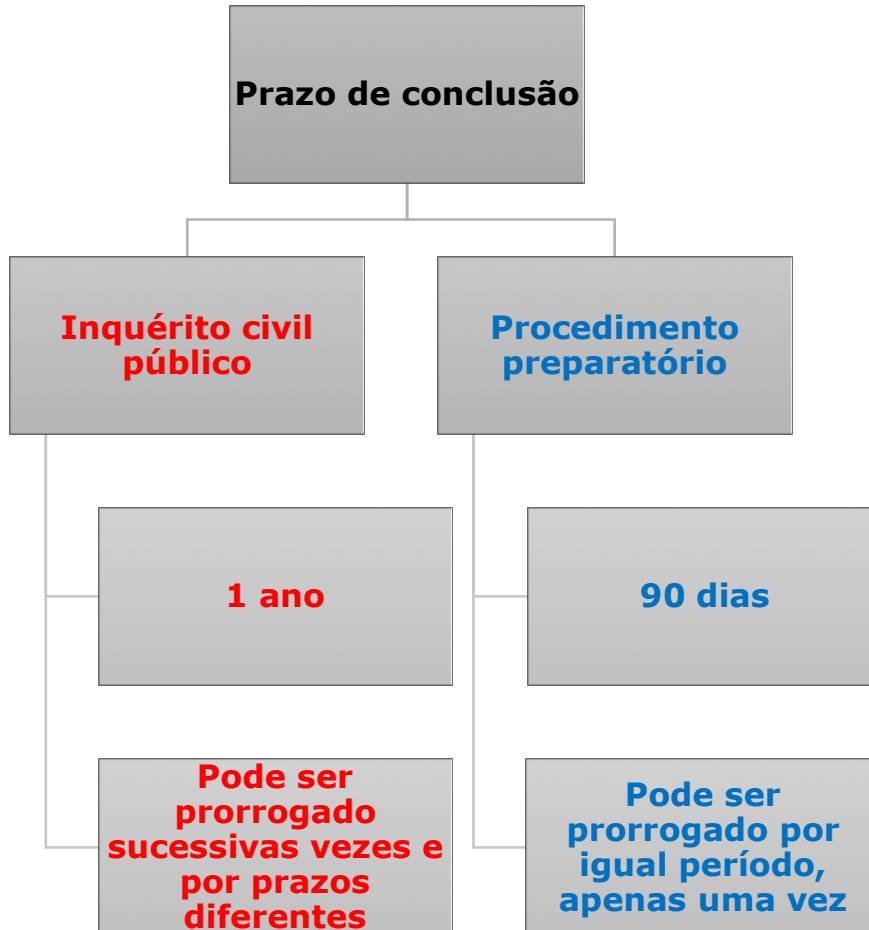 Prazo de conclusão
Inquérito civil
público
Procedimento
preparatório
1 ano
90 dias
Pode ser
prorrogado
sucessivas vezes e
por prazos
diferentes
Pode ser
prorrogado por
igual período,
apenas uma vez